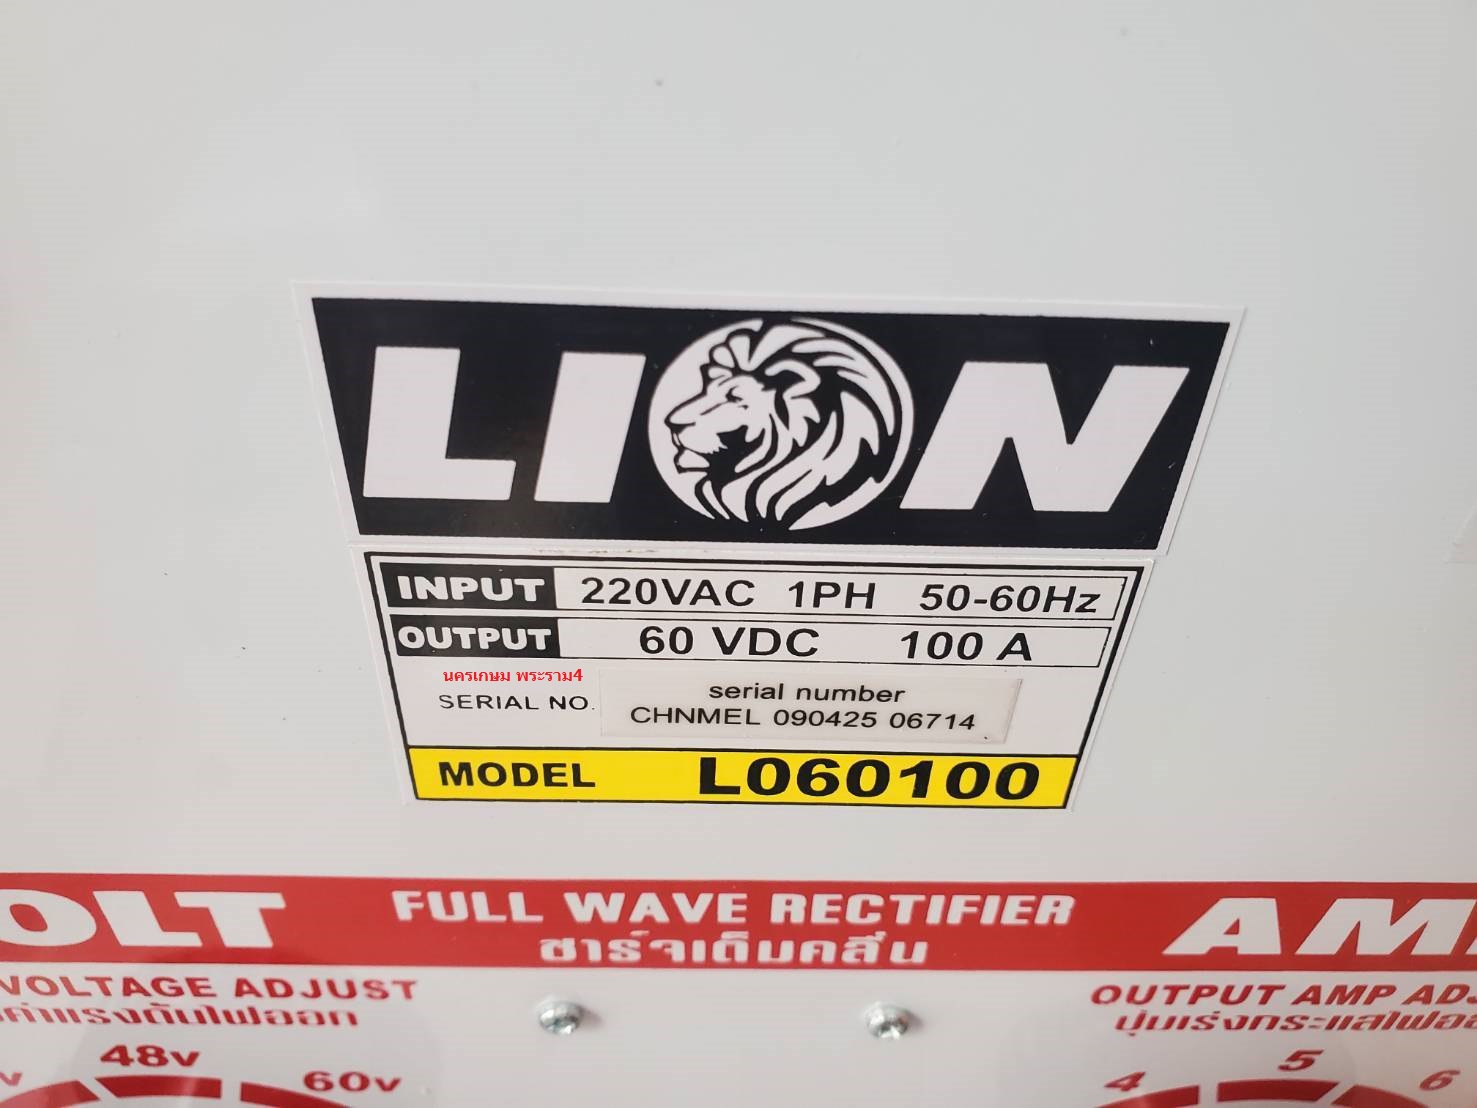 LION
INPUT 220VAC 1PH 50-60Hz
OUTPUT 60 VDC 100 A
นครเกษม พระราม4
SERIAL NO.
serial number
CHNMEL 090425 06714
MODEL L060100
OLT FULL WAVE RECTIFIER AM
ชาร์จเต็มคลื่น
VOLTAGE ADJUST OUTPUT AMP AD
ค่าแรงดันไฟออก ปุ่มเร่งกระแสไฟออ
48v 60v 4 5 6